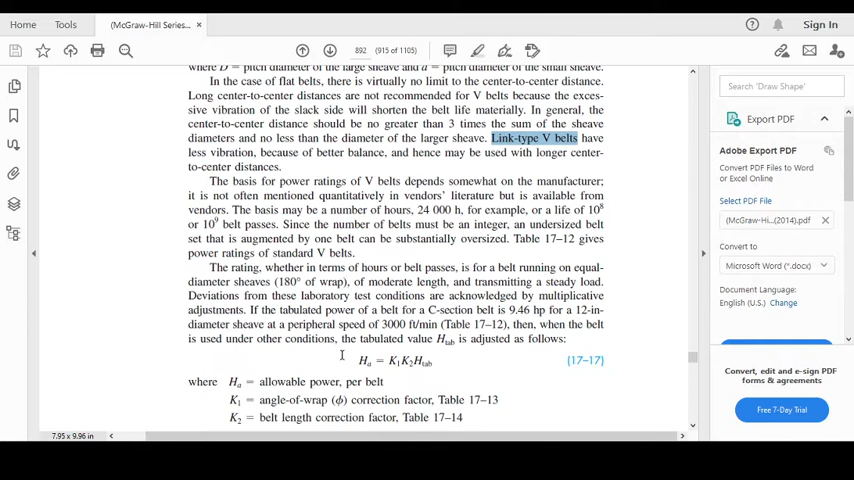 Home Tools (McGraw-Hill Series... × Sign In
892 (915 of 1105)
where D = pitch diameter of the large sheave and d = pitch diameter of the small sheave.
In the case of flat belts, there is virtually no limit to the center-to-center distance.
Long center-to-center distances are not recommended for V belts because the exces-
sive vibration of the slack side will shorten the belt life materially. In general, the
center-to-center distance should be no greater than 3 times the sum of the sheave
diameters and no less than the diameter of the larger sheave. Link-type V belts have
less vibration, because of better balance, and hence may be used with longer center-
to-center distances.
The basis for power ratings of V belts depends somewhat on the manufacturer;
it is not often mentioned quantitatively in vendors' literature but is available from
vendors. The basis may be a number of hours, 24 000 h, for example, or a life of 10⁸
or 10⁹ belt passes. Since the number of belts must be an integer, an undersized belt
set that is augmented by one belt can be substantially oversized. Table 17–12 gives
power ratings of standard V belts.
The rating, whether in terms of hours or belt passes, is for a belt running on equal-
diameter sheaves (180° of wrap), of moderate length, and transmitting a steady load.
Deviations from these laboratory test conditions are acknowledged by multiplicative
adjustments. If the tabulated power of a belt for a C-section belt is 9.46 hp for a 12-in-
diameter sheave at a peripheral speed of 3000 ft/min (Table 17–12), then, when the belt
is used under other conditions, the tabulated value Htab is adjusted as follows:
Ha = K₁K₂Htab (17–17)
where Ha = allowable power, per belt
K₁ = angle-of-wrap (ϕ) correction factor, Table 17–13
K₂ = belt length correction factor, Table 17–14
7.95 x 9.96 in
Search 'Draw Shape'
Export PDF
Adobe Export PDF
Convert PDF Files to Word
or Excel Online
Select PDF File
(McGraw-Hi...(2014).pdf ×
Convert to
Microsoft Word (*.docx)
Document Language:
English (U.S.) Change
Convert, edit and e-sign PDF
forms & agreements
Free 7-Day Trial